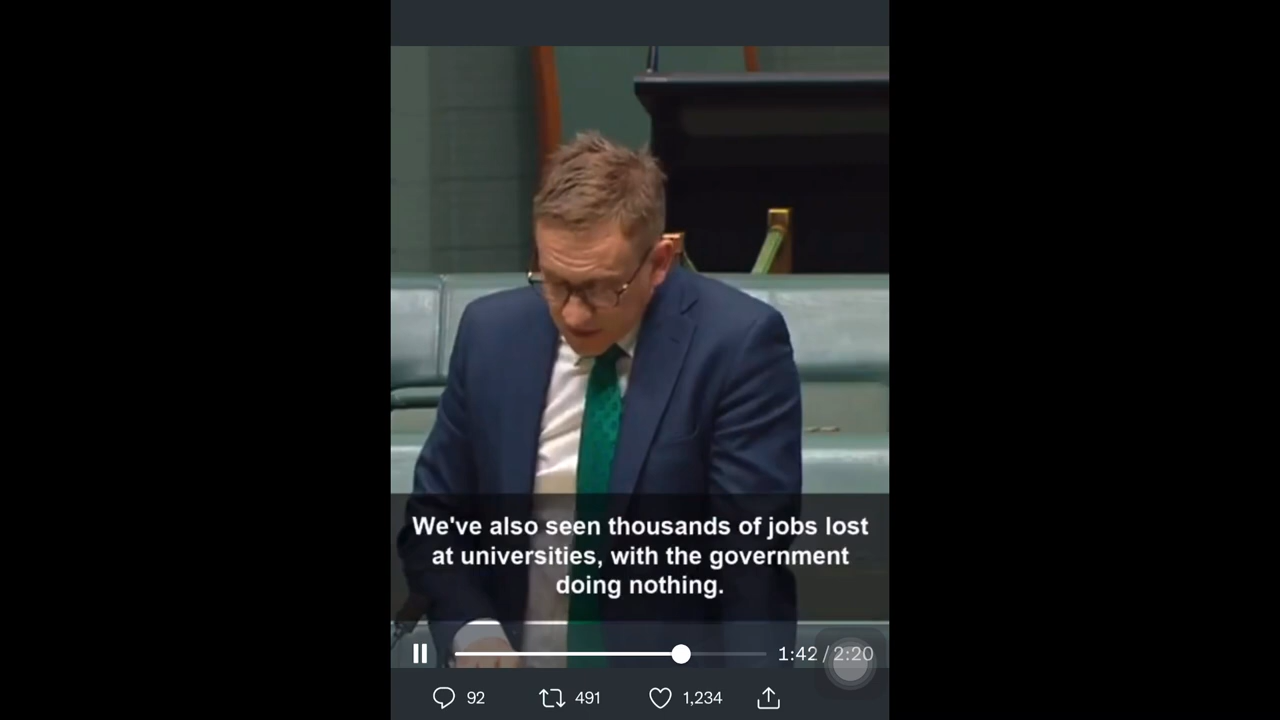 We've also seen thousands of jobs lost
at universities, with the government
doing nothing.
1:42 / 2:20
92 491 1,234